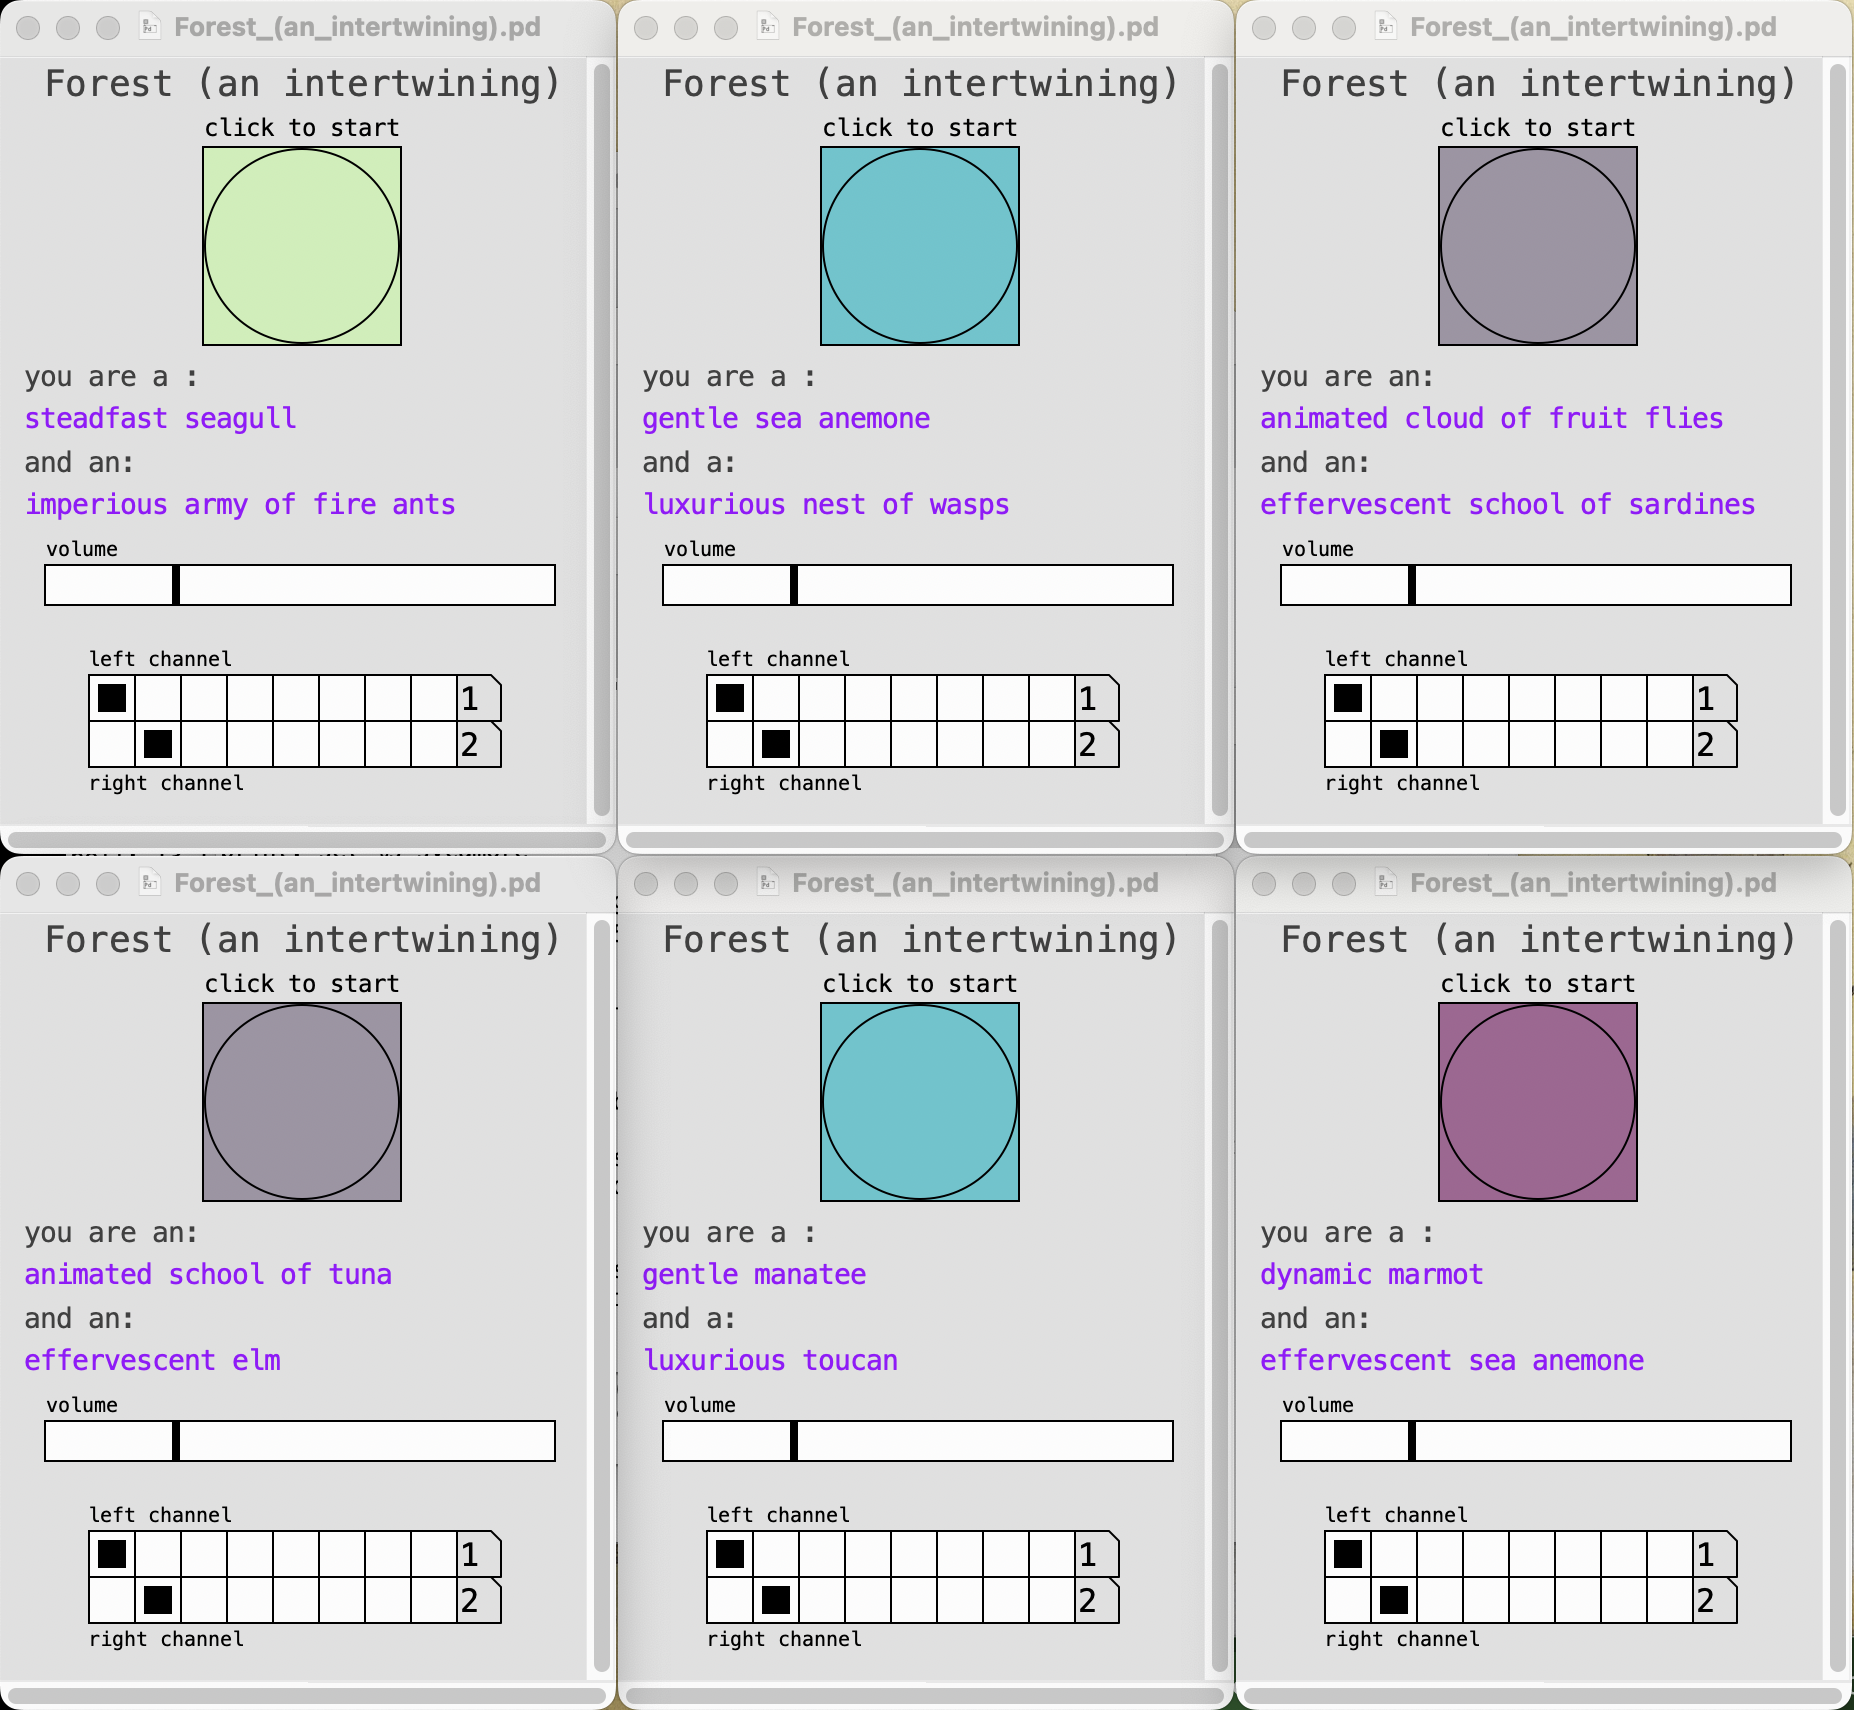 Forest_(an_intertwining).pd
Forest (an intertwining)
click to start
you are a :
steadfast seagull
and an:
imperious army of fire ants
volume
left channel
1
2
right channel
Forest_(an_intertwining).pd
Forest (an intertwining)
click to start
you are a :
gentle sea anemone
and a:
luxurious nest of wasps
volume
left channel
1
2
right channel
Forest_(an_intertwining).pd
Forest (an intertwining)
click to start
you are an:
animated cloud of fruit flies
and an:
effervescent school of sardines
volume
left channel
1
2
right channel
Forest_(an_intertwining).pd
Forest (an intertwining)
click to start
you are an:
animated school of tuna
and an:
effervescent elm
volume
left channel
1
2
right channel
Forest_(an_intertwining).pd
Forest (an intertwining)
click to start
you are a :
gentle manatee
and a:
luxurious toucan
volume
left channel
1
2
right channel
Forest_(an_intertwining).pd
Forest (an intertwining)
click to start
you are a :
dynamic marmot
and an:
effervescent sea anemone
volume
left channel
1
2
right channel